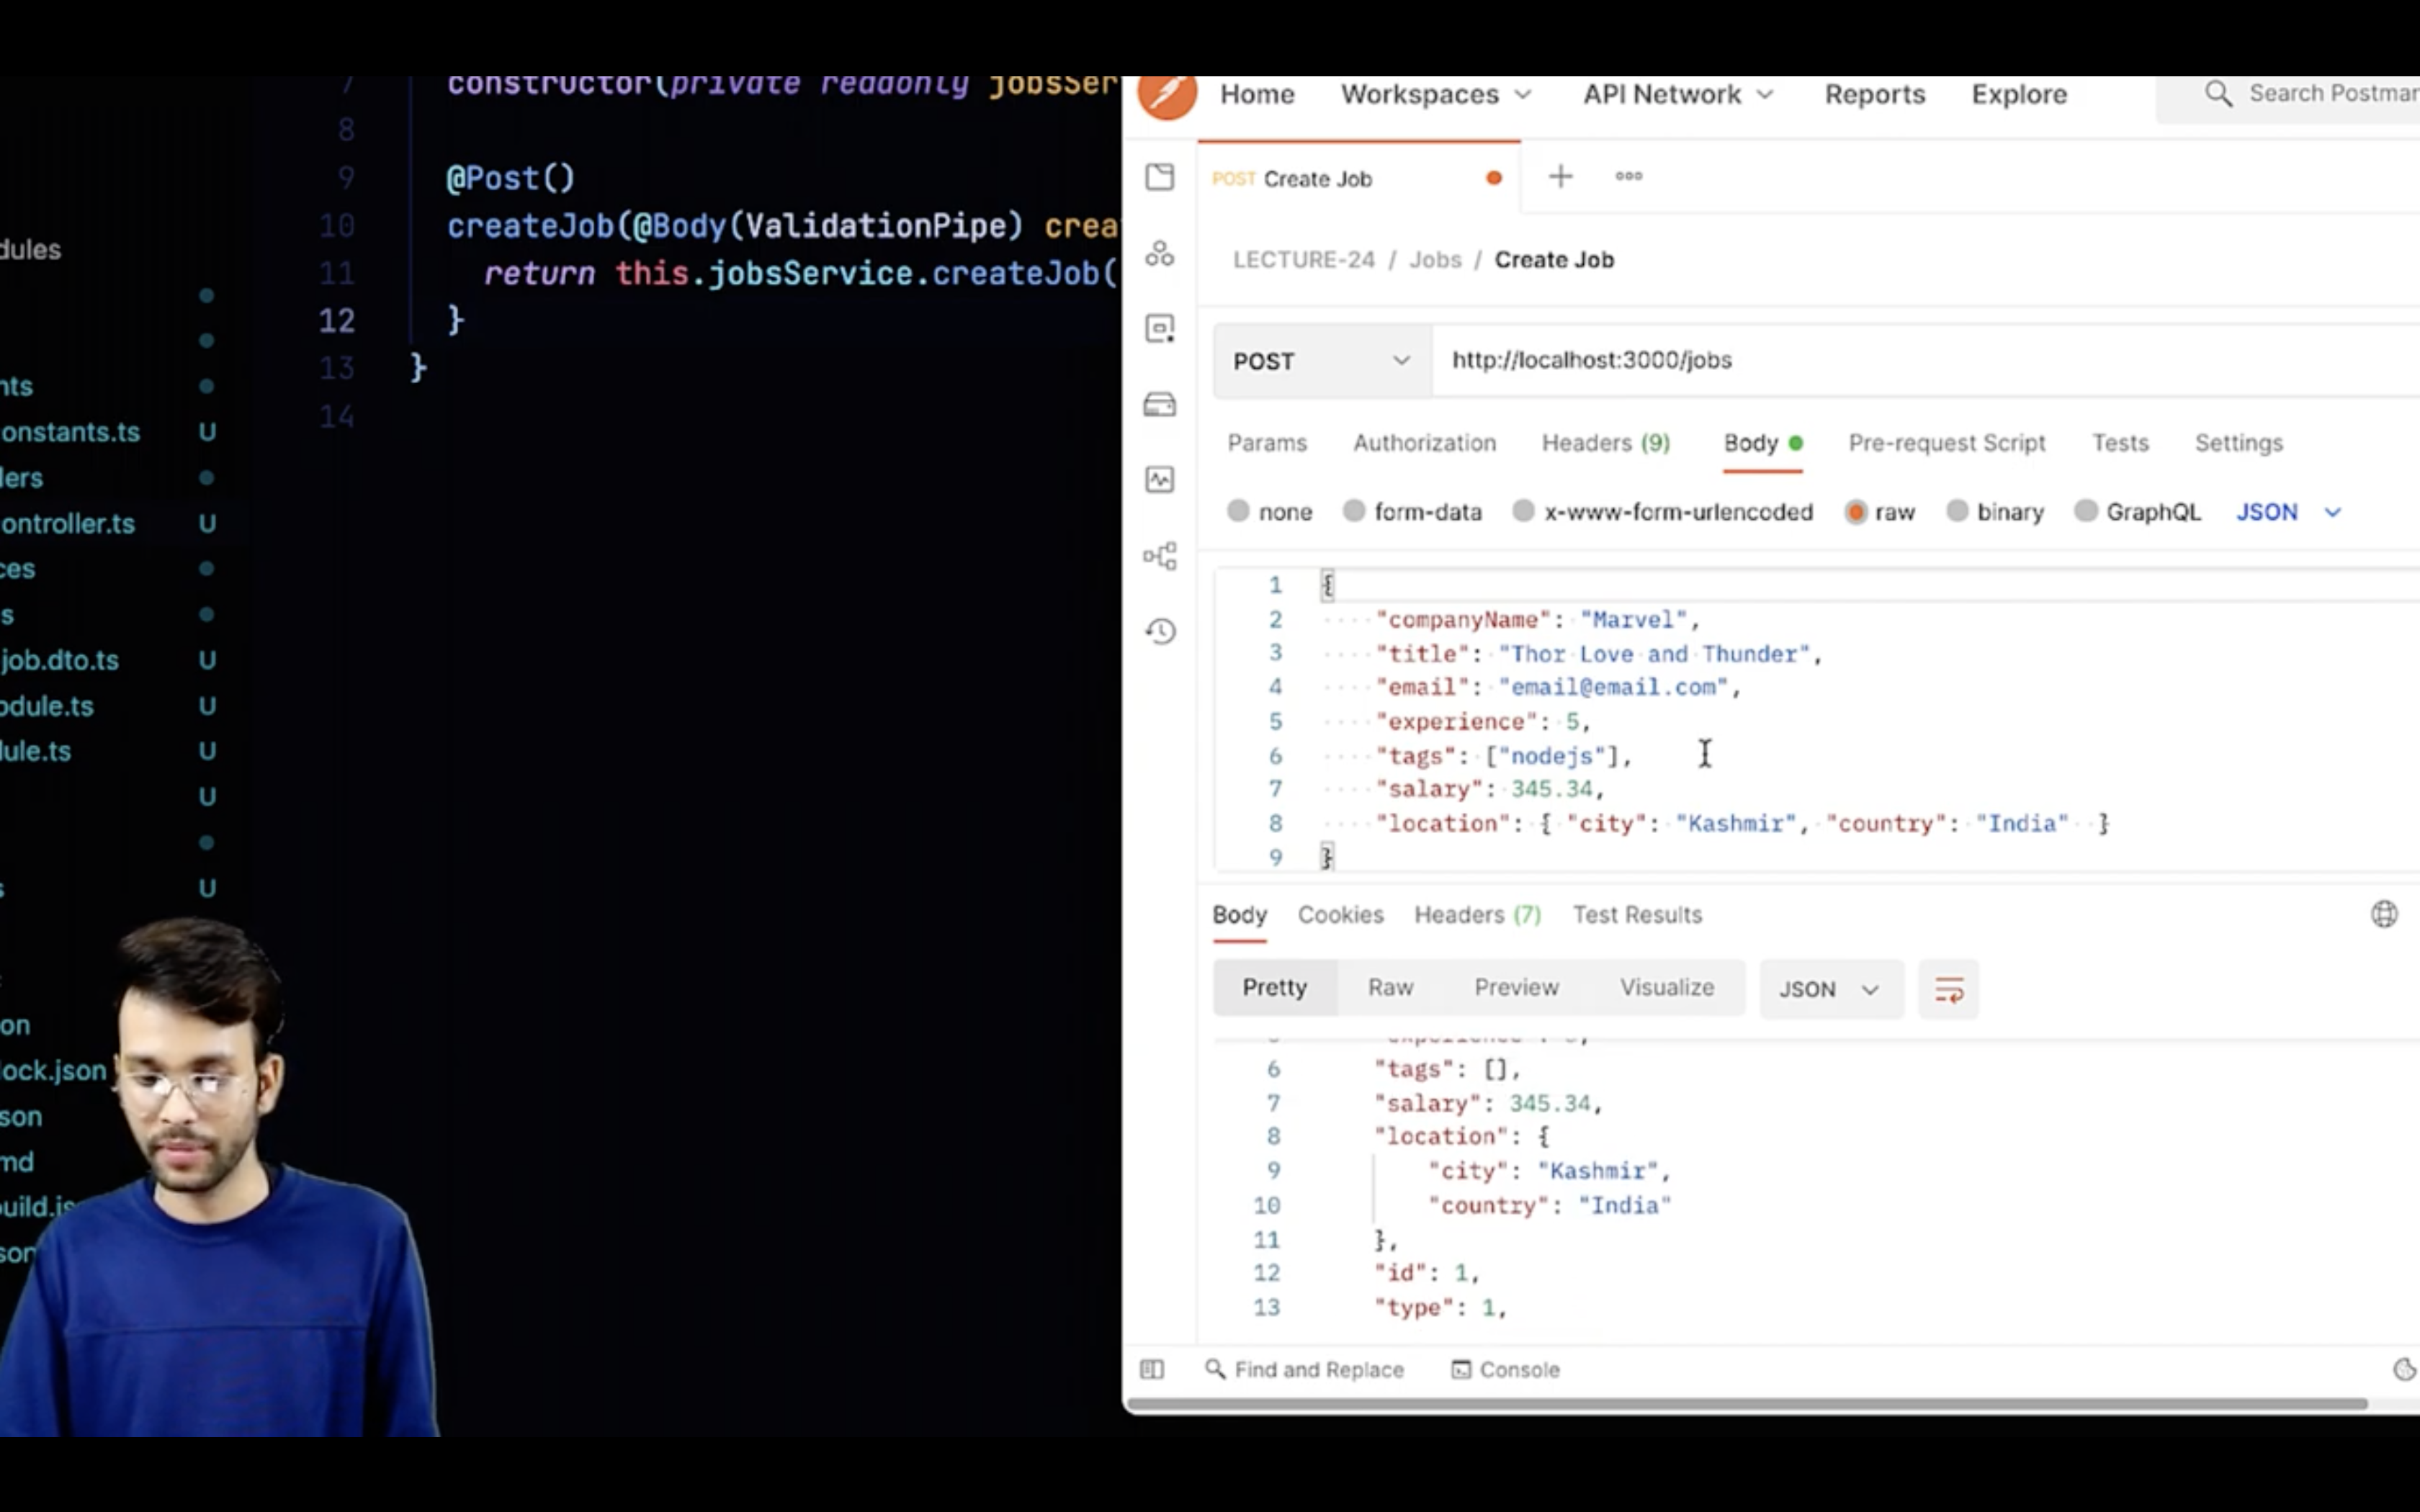 dules
nts
onstants.ts U
lers
ontroller.ts U
ces
s
job.dto.ts U
odule.ts U
dule.ts U
U
s U
on
lock.json
son
md
uild.js
son
7 constructor(private readonly jobsSer
8
9 @Post()
10 createJob(@Body(ValidationPipe) crea
11 return this.jobsService.createJob(
12 }
13 }
14
Home Workspaces API Network Reports Explore Search Postman
POST Create Job
LECTURE-24 / Jobs / Create Job
POST http://localhost:3000/jobs
Params Authorization Headers (9) Body Pre-request Script Tests Settings
none form-data x-www-form-urlencoded raw binary GraphQL JSON
1 {
2 "companyName": "Marvel",
3 "title": "Thor Love and Thunder",
4 "email": "email@email.com",
5 "experience": 5,
6 "tags": ["nodejs"],
7 "salary": 345.34,
8 "location": { "city": "Kashmir", "country": "India" }
9 }
Body Cookies Headers (7) Test Results
Pretty Raw Preview Visualize JSON
6 "tags": [],
7 "salary": 345.34,
8 "location": {
9 "city": "Kashmir",
10 "country": "India"
11 },
12 "id": 1,
13 "type": 1,
Find and Replace Console